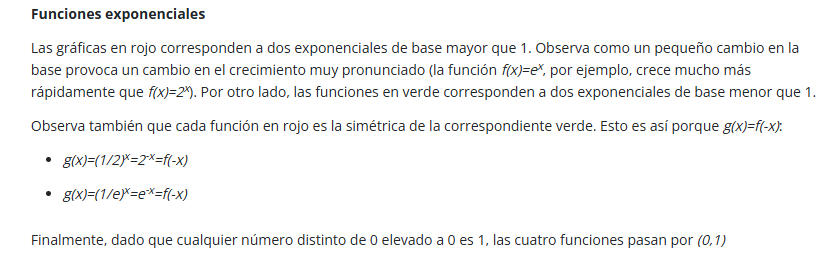 Funciones exponenciales
Las gráficas en rojo corresponden a dos exponenciales de base mayor que 1. Observa como un pequeño cambio en la
base provoca un cambio en el crecimiento muy pronunciado (la función f(x)=eˣ, por ejemplo, crece mucho más
rápidamente que f(x)=2ˣ). Por otro lado, las funciones en verde corresponden a dos exponenciales de base menor que 1.
Observa también que cada función en rojo es la simétrica de la correspondiente verde. Esto es así porque g(x)=f(-x):
• g(x)=(1/2)ˣ=2⁻ˣ=f(-x)
• g(x)=(1/e)ˣ=e⁻ˣ=f(-x)
Finalmente, dado que cualquier número distinto de 0 elevado a 0 es 1, las cuatro funciones pasan por (0,1)